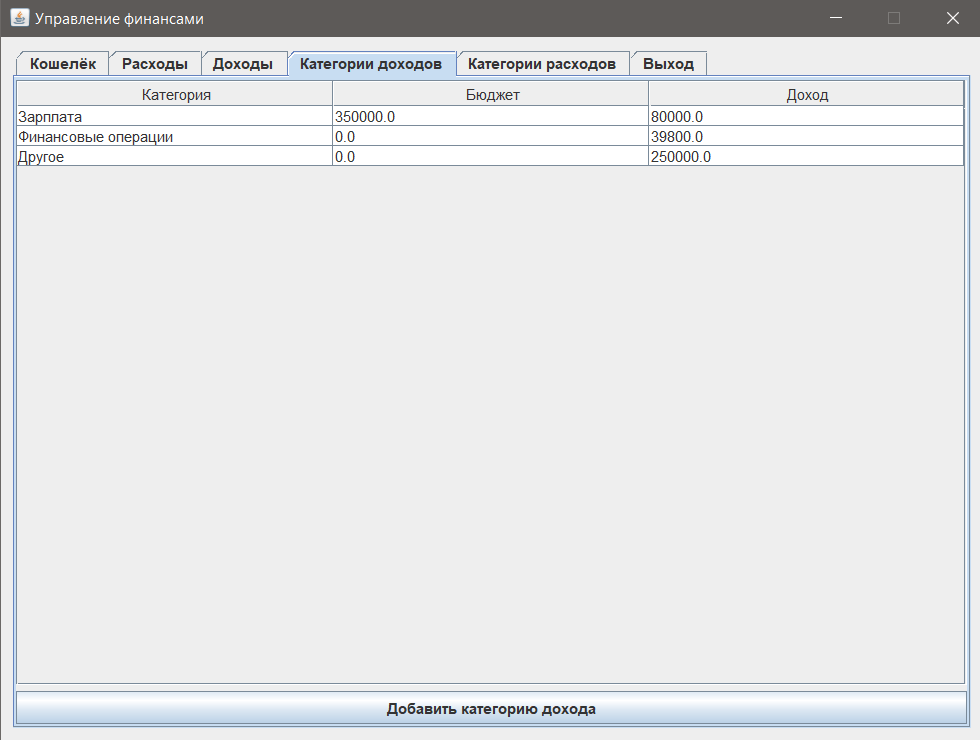 Управление финансами
Кошелёк Расходы Доходы Категории доходов Категории расходов Выход
Категория Бюджет Доход
Зарплата 350000.0 80000.0
Финансовые операции 0.0 39800.0
Другое 0.0 250000.0
Добавить категорию дохода